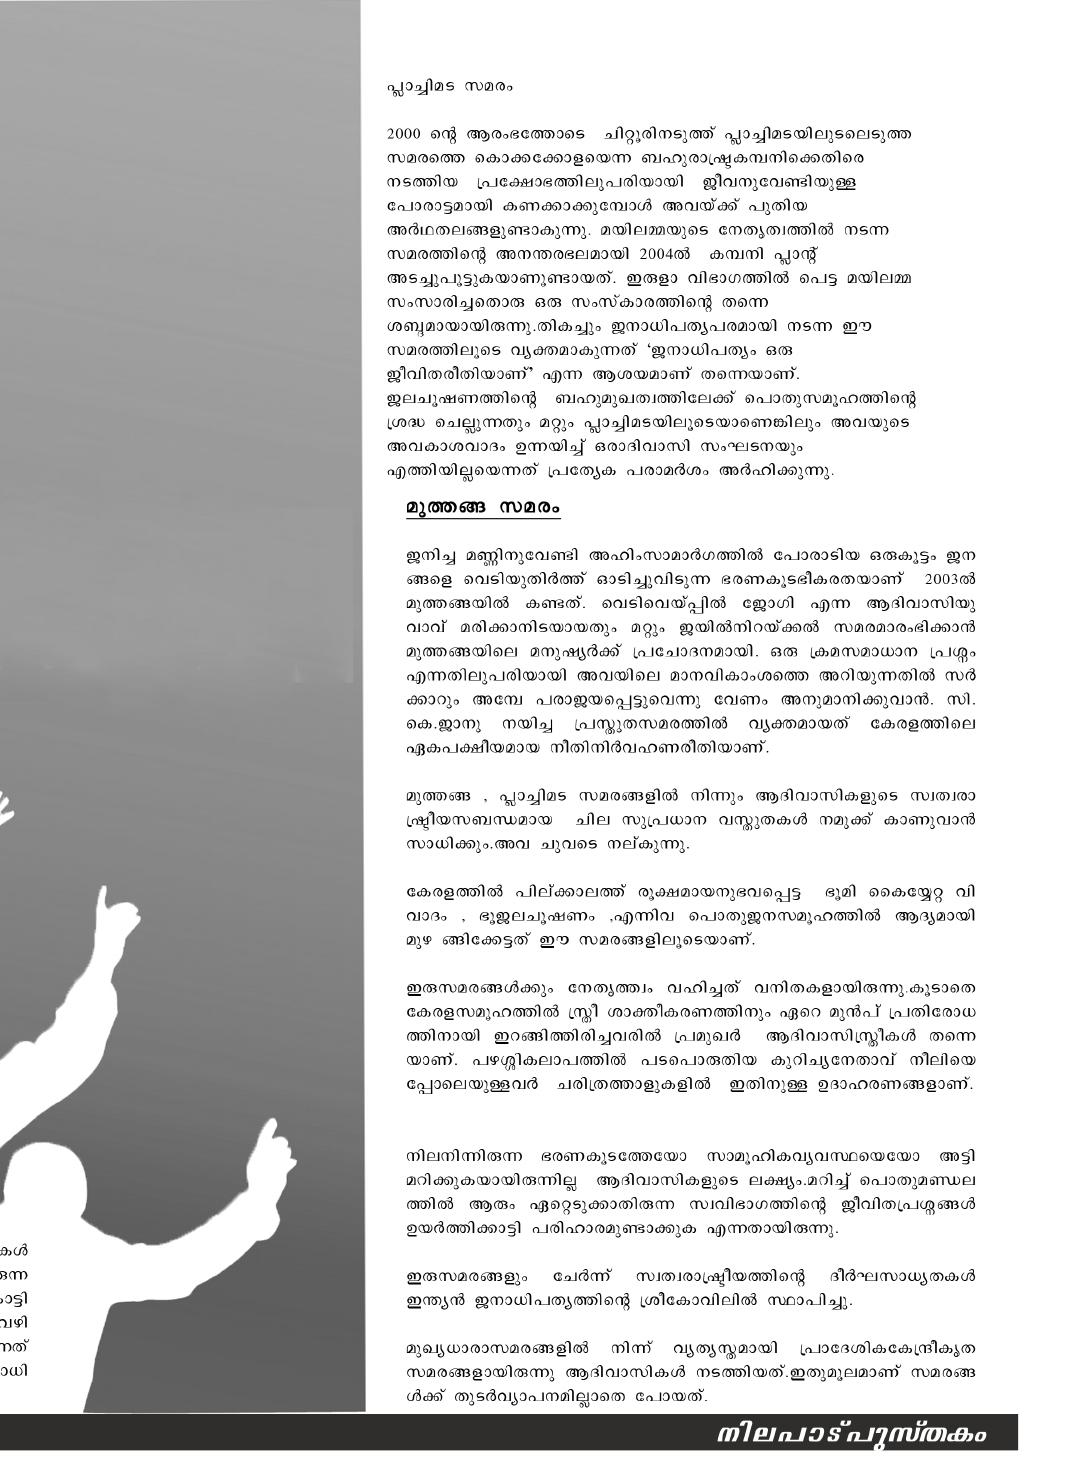 പ്ലാച്ചിമട സമരം
2000 ന്റെ ആരംഭത്തോടെ ചിറ്റൂരിനടുത്ത് പ്ലാച്ചിമടയിലുടലെടുത്ത
സമരത്തെ കൊക്കക്കോളയെന്ന ബഹുരാഷ്ട്രകമ്പനിക്കെതിരെ
നടത്തിയ പ്രക്ഷോഭത്തിലുപരിയായി ജീവനുവേണ്ടിയുള്ള
പോരാട്ടമായി കണക്കാക്കുമ്പോൾ അവയ്ക്ക് പുതിയ
അർഥതലങ്ങളുണ്ടാകുന്നു. മയിലമ്മയുടെ നേതൃത്വത്തിൽ നടന്ന
സമരത്തിന്റെ അനന്തരഭലമായി 2004ൽ കമ്പനി പ്ലാന്റ്
അടച്ചുപൂട്ടുകയാണുണ്ടായത്. ഇരുളാ വിഭാഗത്തിൽ പെട്ട മയിലമ്മ
സംസാരിച്ചതൊരു ഒരു സംസ്കാരത്തിന്റെ തന്നെ
ശബ്ദമായായിരുന്നു.തികച്ചും ജനാധിപത്യപരമായി നടന്ന ഈ
സമരത്തിലൂടെ വ്യക്തമാകുന്നത് ‘ജനാധിപത്യം ഒരു
ജീവിതരീതിയാണ്’ എന്ന ആശയമാണ് തന്നെയാണ്.
ജലചൂഷണത്തിന്റെ ബഹുമുഖത്വത്തിലേക്ക് പൊതുസമൂഹത്തിന്റെ
ശ്രദ്ധ ചെല്ലുന്നതും മറ്റും പ്ലാച്ചിമടയിലൂടെയാണെങ്കിലും അവയുടെ
അവകാശവാദം ഉന്നയിച്ച് ഒരാദിവാസി സംഘടനയും
എത്തിയില്ലയെന്നത് പ്രത്യേക പരാമർശം അർഹിക്കുന്നു.
മുത്തങ്ങ സമരം
ജനിച്ച മണ്ണിനുവേണ്ടി അഹിംസാമാർഗത്തിൽ പോരാടിയ ഒരുകൂട്ടം ജന
ങ്ങളെ വെടിയുതിർത്ത് ഓടിച്ചുവിടുന്ന ഭരണകൂടഭീകരതയാണ് 2003ൽ
മുത്തങ്ങയിൽ കണ്ടത്. വെടിവെയ്പ്പിൽ ജോഗി എന്ന ആദിവാസിയു
വാവ് മരിക്കാനിടയായതും മറ്റും ജയിൽനിറയ്ക്കൽ സമരമാരംഭിക്കാൻ
മുത്തങ്ങയിലെ മനുഷ്യർക്ക് പ്രചോദനമായി. ഒരു ക്രമസമാധാന പ്രശ്നം
എന്നതിലുപരിയായി അവയിലെ മാനവികാംശത്തെ അറിയുന്നതിൽ സർ
ക്കാറും അമ്പേ പരാജയപ്പെട്ടുവെന്നു വേണം അനുമാനിക്കുവാൻ. സി.
കെ.ജാനു നയിച്ച പ്രസ്തുതസമരത്തിൽ വ്യക്തമായത് കേരളത്തിലെ
ഏകപക്ഷീയമായ നീതിനിർവഹണരീതിയാണ്.
മുത്തങ്ങ , പ്ലാച്ചിമട സമരങ്ങളിൽ നിന്നും ആദിവാസികളുടെ സ്വത്വരാ
ഷ്ട്രീയസബന്ധമായ ചില സുപ്രധാന വസ്തുതകൾ നമുക്ക് കാണുവാൻ
സാധിക്കും.അവ ചുവടെ നല്കുന്നു.
കേരളത്തിൽ പില്ക്കാലത്ത് രൂക്ഷമായനുഭവപ്പെട്ട ഭൂമി കൈയ്യേറ്റ വി
വാദം , ഭൂജലചൂഷണം ,എന്നിവ പൊതുജനസമൂഹത്തിൽ ആദ്യമായി
മുഴ ങ്ങിക്കേട്ടത് ഈ സമരങ്ങളിലൂടെയാണ്.
ഇരുസമരങ്ങൾക്കും നേതൃത്ത്വം വഹിച്ചത് വനിതകളായിരുന്നു.കൂടാതെ
കേരളസമൂഹത്തിൽ സ്ത്രീ ശാക്തീകരണത്തിനും ഏറെ മുൻപ് പ്രതിരോധ
ത്തിനായി ഇറങ്ങിത്തിരിച്ചവരിൽ പ്രമുഖർ ആദിവാസിസ്ത്രീകൾ തന്നെ
യാണ്. പഴശ്ശികലാപത്തിൽ പടപൊരുതിയ കുറിച്യനേതാവ് നീലിയെ
പ്പോലെയുള്ളവർ ചരിത്രത്താളുകളിൽ ഇതിനുള്ള ഉദാഹരണങ്ങളാണ്.
നിലനിന്നിരുന്ന ഭരണകൂടത്തേയോ സാമൂഹികവ്യവസ്ഥയെയോ അട്ടി
മറിക്കുകയായിരുന്നില്ല ആദിവാസികളുടെ ലക്ഷ്യം.മറിച്ച് പൊതുമണ്ഡല
ത്തിൽ ആരും ഏറ്റെടുക്കാതിരുന്ന സ്വവിഭാഗത്തിന്റെ ജീവിതപ്രശ്നങ്ങൾ
ഉയർത്തിക്കാട്ടി പരിഹാരമുണ്ടാക്കുക എന്നതായിരുന്നു.
ഇരുസമരങ്ങളും ചേർന്ന് സ്വത്വരാഷ്ട്രീയത്തിന്റെ ദീർഘസാധ്യതകൾ
ഇന്ത്യൻ ജനാധിപത്യത്തിന്റെ ശ്രീകോവിലിൽ സ്ഥാപിച്ചു.
മുഖ്യധാരാസമരങ്ങളിൽ നിന്ന് വ്യത്യസ്തമായി പ്രാദേശികകേന്ദ്രീകൃത
സമരങ്ങളായിരുന്നു ആദിവാസികൾ നടത്തിയത്.ഇതുമൂലമാണ് സമരങ്ങ
ൾക്ക് തുടർവ്യാപനമില്ലാതെ പോയത്.
നിലപാട്പുസ്തകം